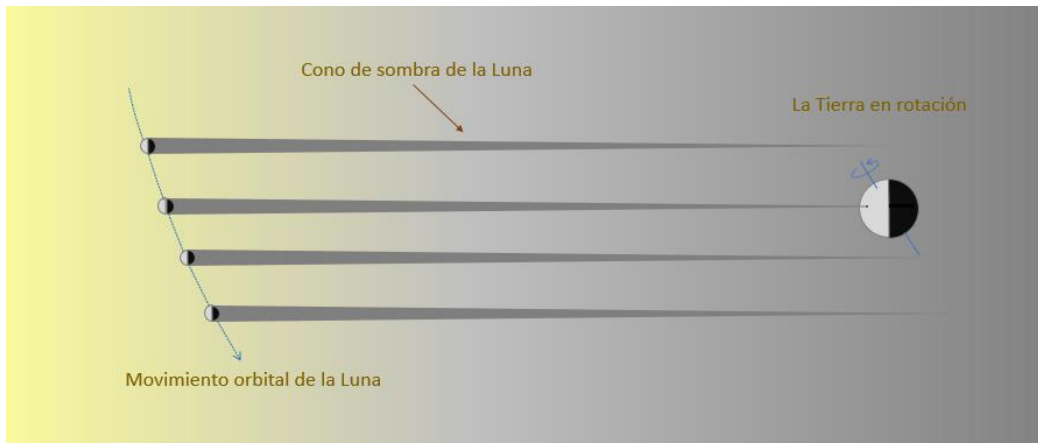 Cono de sombra de la Luna
La Tierra en rotación
Movimiento orbital de la Luna